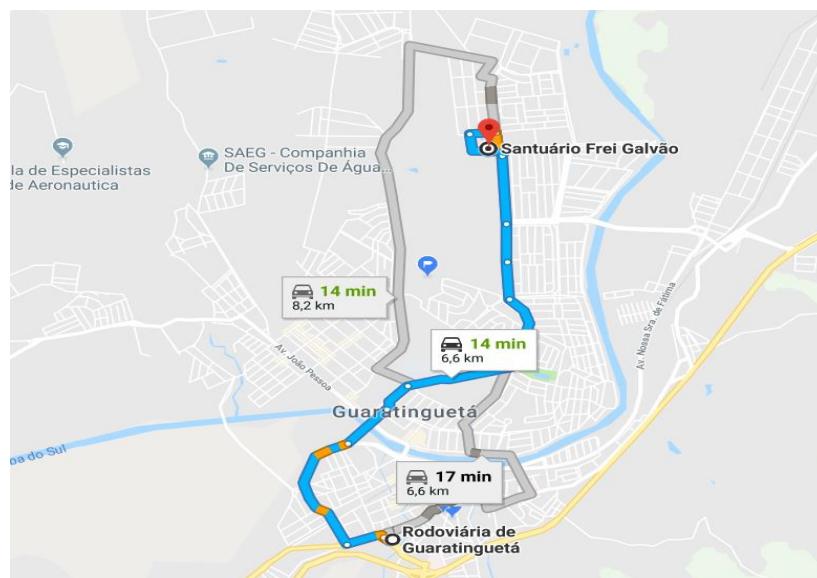 Santuário Frei Galvão
SAEG - Companhia
De Serviços De Água...
la de Especialistas
de Aeronautica
14 min
8,2 km
Av. Nossa Sra. de Fátima
14 min
6,6 km
Av. João Pessoa
Guaratinguetá
oa do Sul
17 min
6,6 km
Rodoviária de
Guaratinguetá